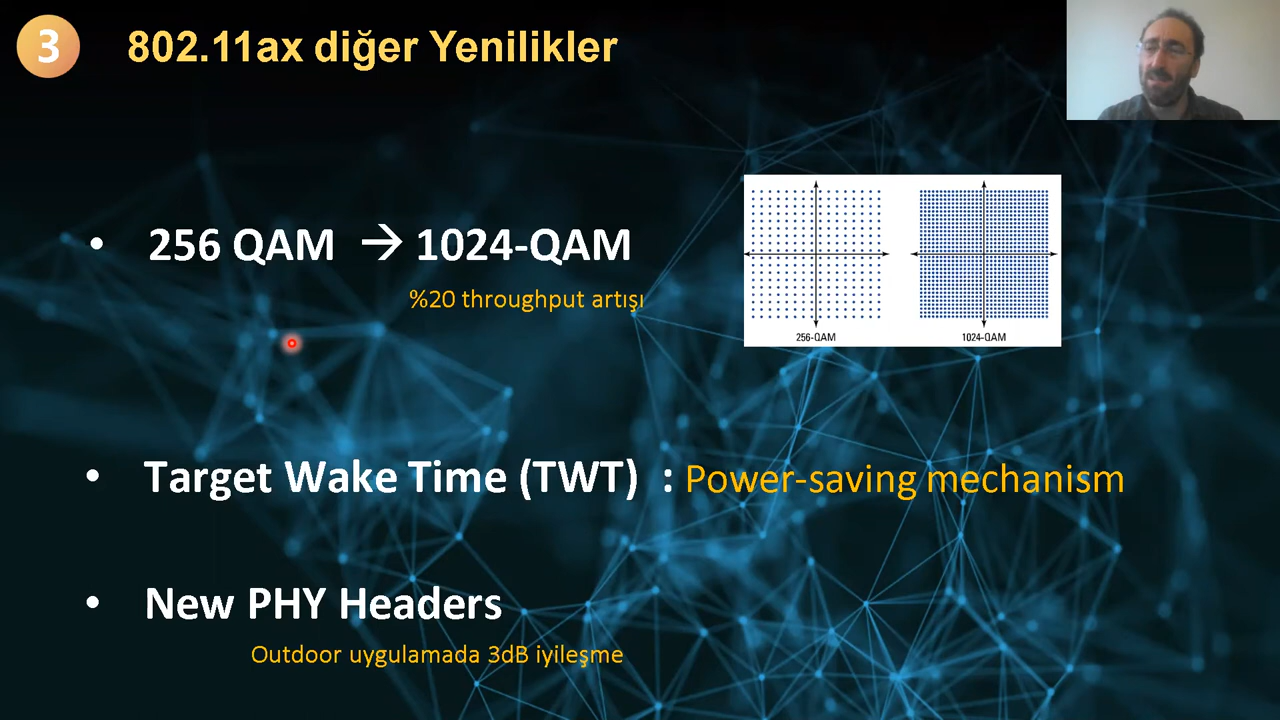 3
802.11ax diğer Yenilikler
• 256 QAM → 1024-QAM
%20 throughput artışı
256-QAM
1024-QAM
• Target Wake Time (TWT) : Power-saving mechanism
• New PHY Headers
Outdoor uygulamada 3dB iyileşme